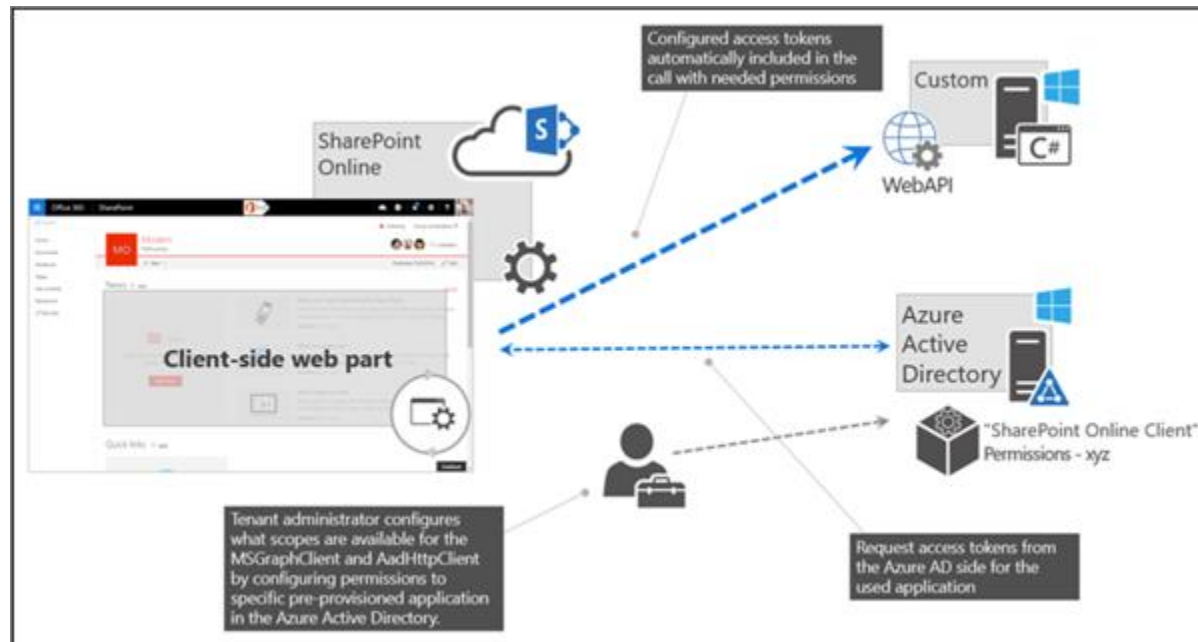 Configured access tokens
automatically included in the
call with needed permissions
Custom
C#
WebAPI
SharePoint
Online
S
Office 365
SharePoint
MO
Modern
News
Client-side web part
Quick links
Azure
Active
Directory
"SharePoint Online Client"
Permissions - xyz
Tenant administrator configures
what scopes are available for the
MSGraphClient and AadHttpClient
by configuring permissions to
specific pre-provisioned application
in the Azure Active Directory.
Request access tokens from
the Azure AD side for the
used application